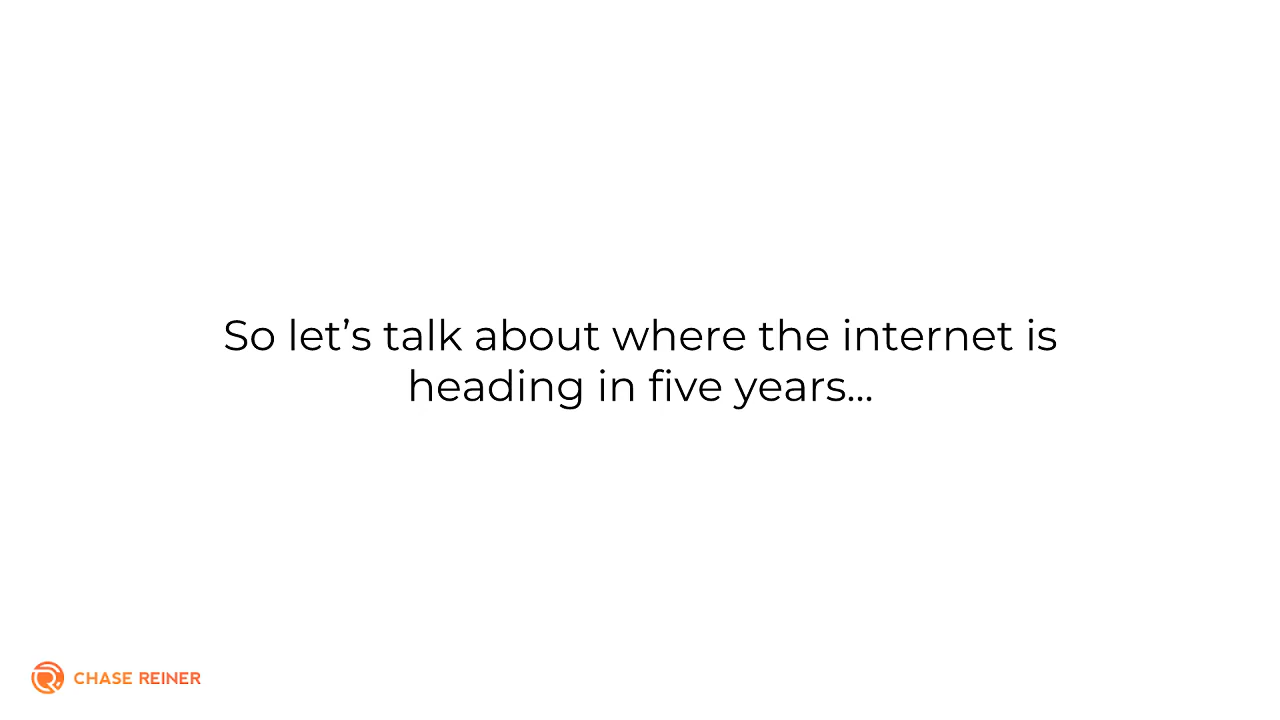 So let’s talk about where the internet is
heading in five years...
CHASE REINER